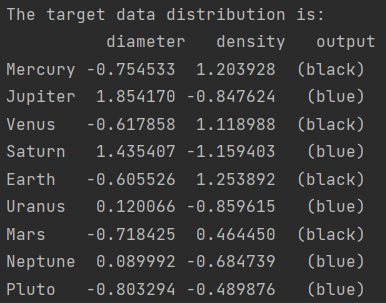 The target data distribution is:
diameter density output
Mercury -0.754533 1.203928 (black)
Jupiter 1.854170 -0.847624 (blue)
Venus -0.617858 1.118988 (black)
Saturn 1.435407 -1.159403 (blue)
Earth -0.605526 1.253892 (black)
Uranus 0.120066 -0.859615 (blue)
Mars -0.718425 0.464450 (black)
Neptune 0.089992 -0.684739 (blue)
Pluto -0.803294 -0.489876 (blue)